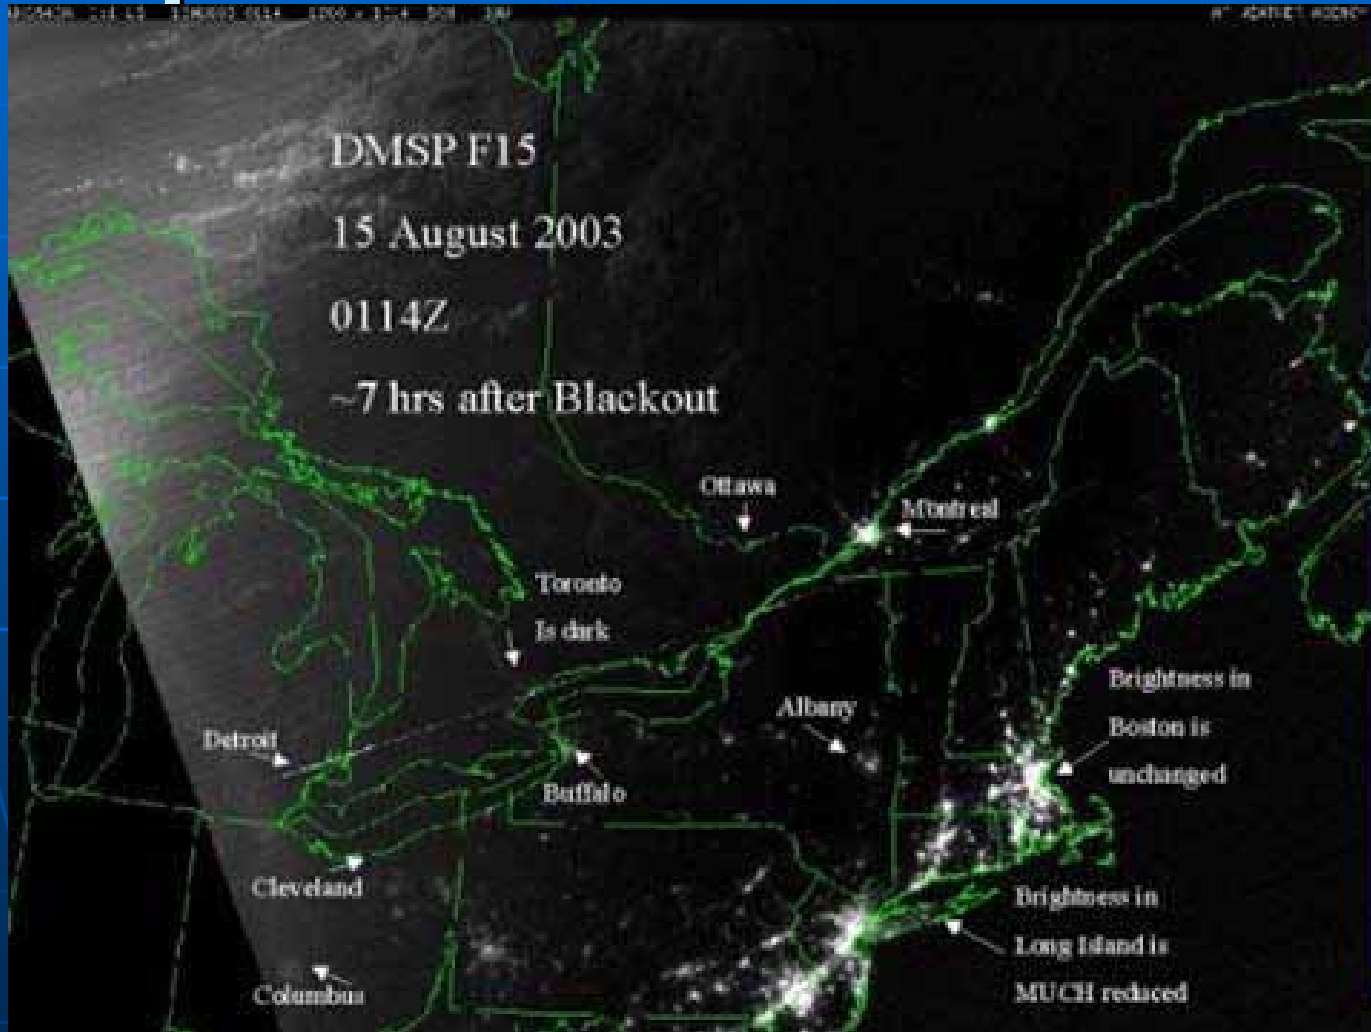 DMSP F15
15 August 2003
0114Z
~7 hrs after Blackout
Ottawa
Montreal
Toronto
Is dark
Detroit
Albany
Buffalo
Brightness in
Boston is
unchanged
Cleveland
Columbus
Brightness in
Long Island is
MUCH reduced